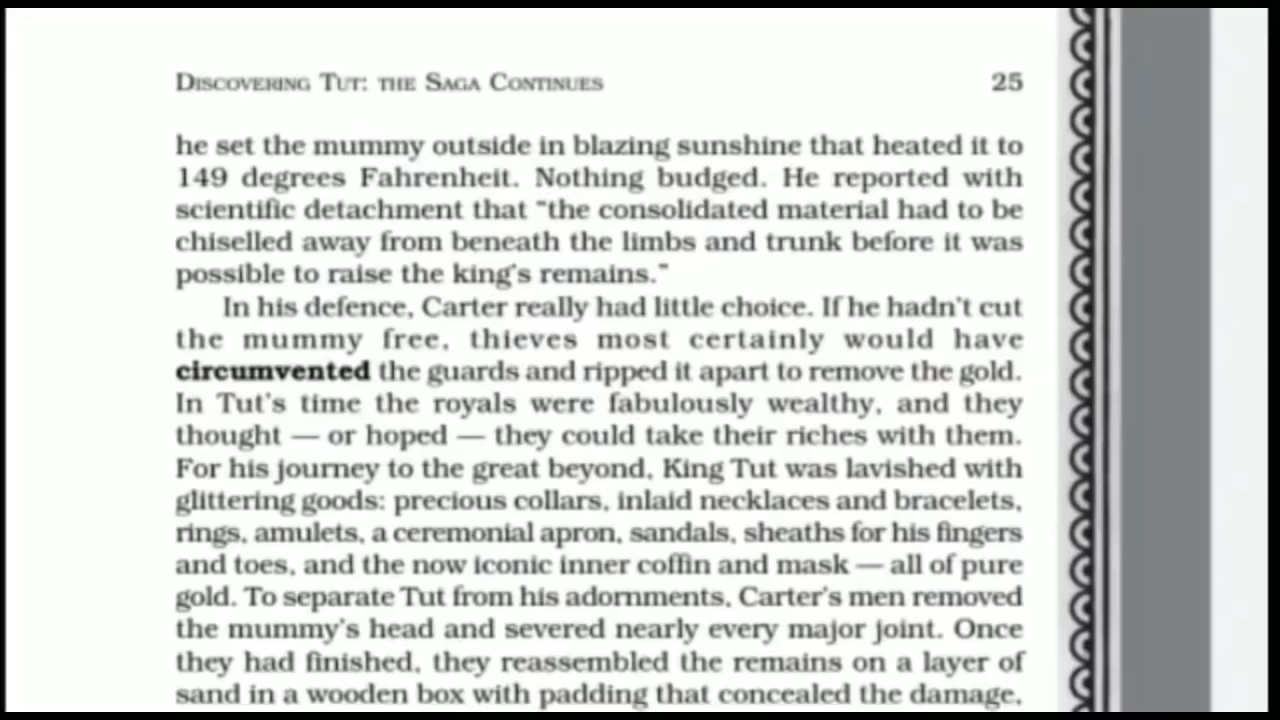 DISCOVERING TUT: THE SAGA CONTINUES 25
he set the mummy outside in blazing sunshine that heated it to
149 degrees Fahrenheit. Nothing budged. He reported with
scientific detachment that “the consolidated material had to be
chiselled away from beneath the limbs and trunk before it was
possible to raise the king's remains.”
In his defence, Carter really had little choice. If he hadn't cut
the mummy free, thieves most certainly would have
circumvented the guards and ripped it apart to remove the gold.
In Tut's time the royals were fabulously wealthy, and they
thought — or hoped — they could take their riches with them.
For his journey to the great beyond, King Tut was lavished with
glittering goods: precious collars, inlaid necklaces and bracelets,
rings, amulets, a ceremonial apron, sandals, sheaths for his fingers
and toes, and the now iconic inner coffin and mask — all of pure
gold. To separate Tut from his adornments, Carter's men removed
the mummy's head and severed nearly every major joint. Once
they had finished, they reassembled the remains on a layer of
sand in a wooden box with padding that concealed the damage,